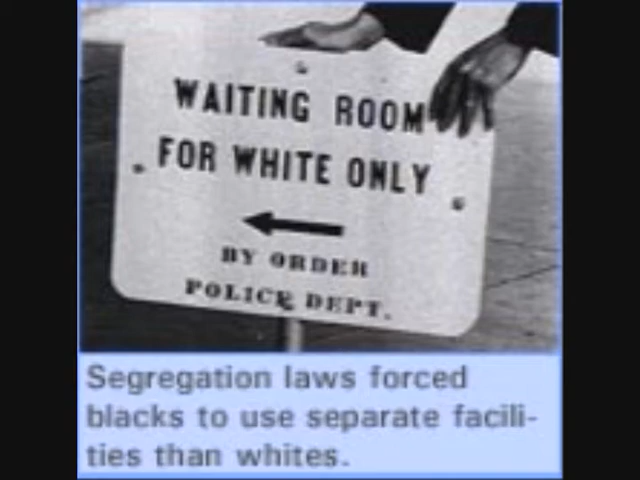 WAITING ROOM
FOR WHITE ONLY
BY ORDER
POLICE DEPT.
Segregation laws forced
blacks to use separate facili-
ties than whites.